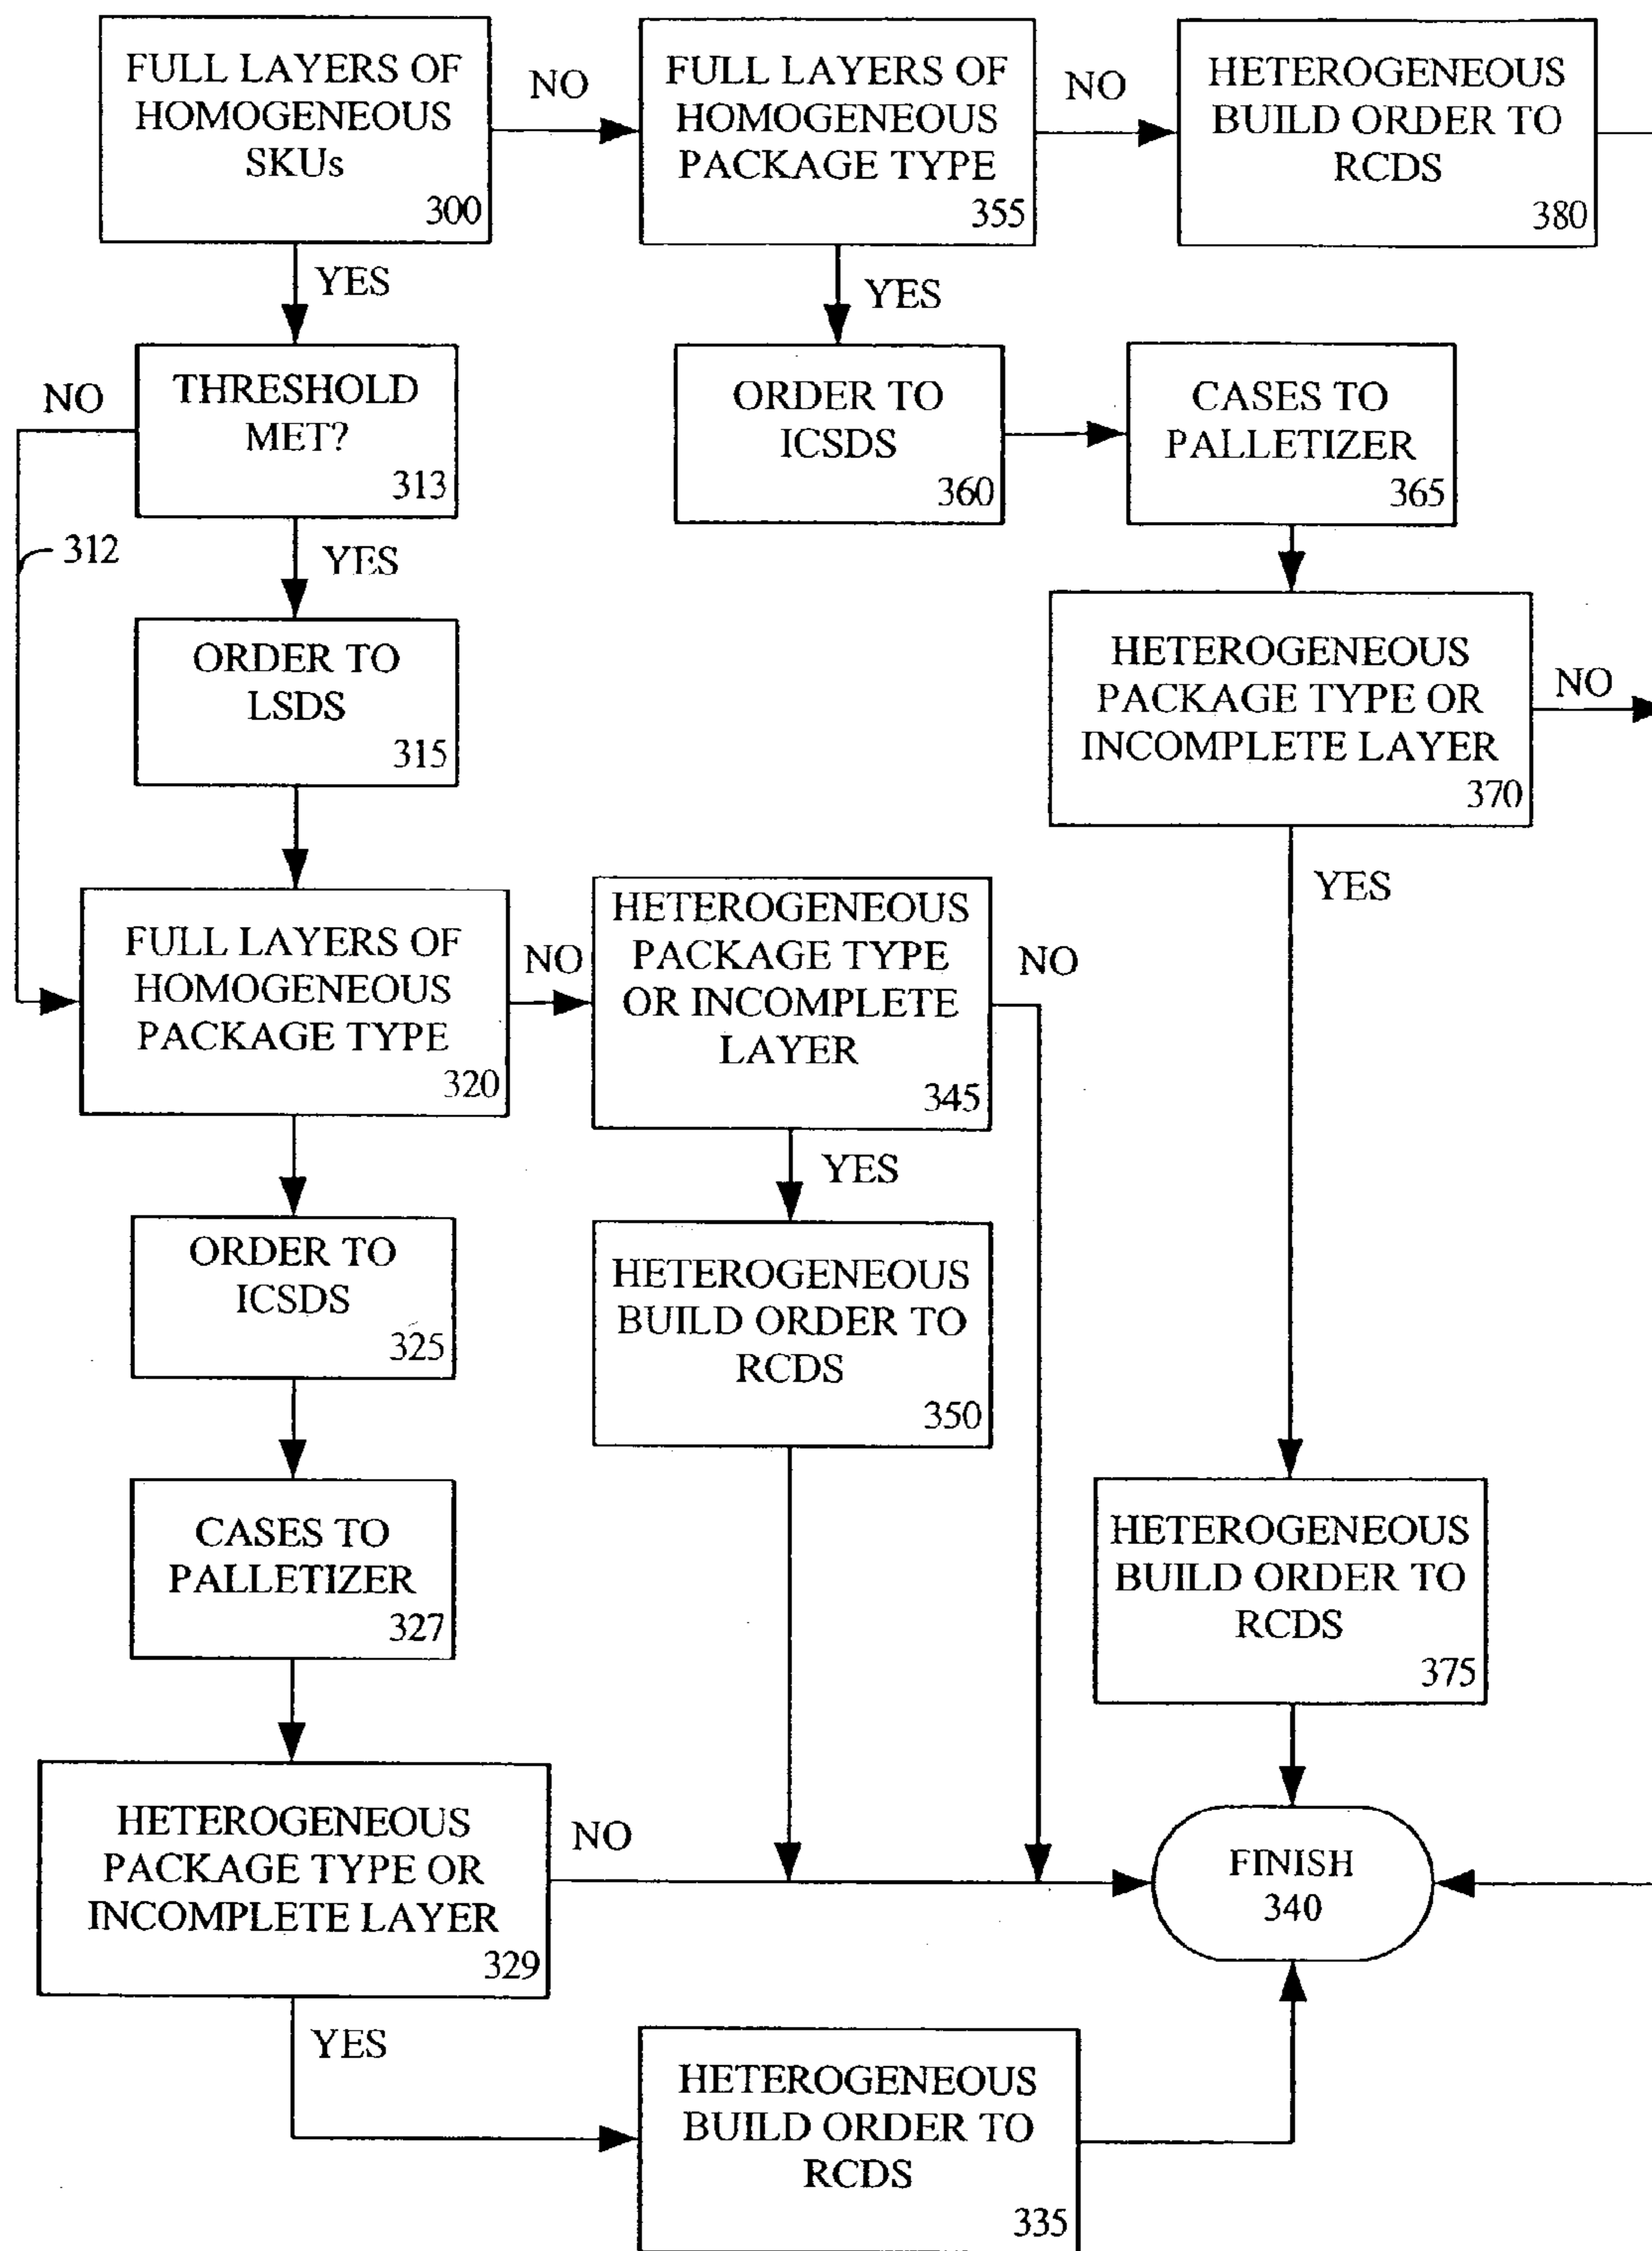 FULL LAYERS OF
HOMOGENEOUS
SKUs
300
NO
FULL LAYERS OF
HOMOGENEOUS
PACKAGE TYPE
355
NO
HETEROGENEOUS
BUILD ORDER TO
RCDS
380
YES
YES
NO
THRESHOLD
MET?
313
ORDER TO
ICSDS
360
CASES TO
PALLETIZER
365
312
YES
ORDER TO
LSDS
315
HETEROGENEOUS
PACKAGE TYPE OR
INCOMPLETE LAYER
370
NO
YES
FULL LAYERS OF
HOMOGENEOUS
PACKAGE TYPE
320
NO
HETEROGENEOUS
PACKAGE TYPE
OR INCOMPLETE
LAYER
345
NO
YES
ORDER TO
ICSDS
325
HETEROGENEOUS
BUILD ORDER TO
RCDS
350
CASES TO
PALLETIZER
327
HETEROGENEOUS
BUILD ORDER TO
RCDS
375
HETEROGENEOUS
PACKAGE TYPE OR
INCOMPLETE LAYER
329
NO
FINISH
340
YES
HETEROGENEOUS
BUILD ORDER TO
RCDS
335